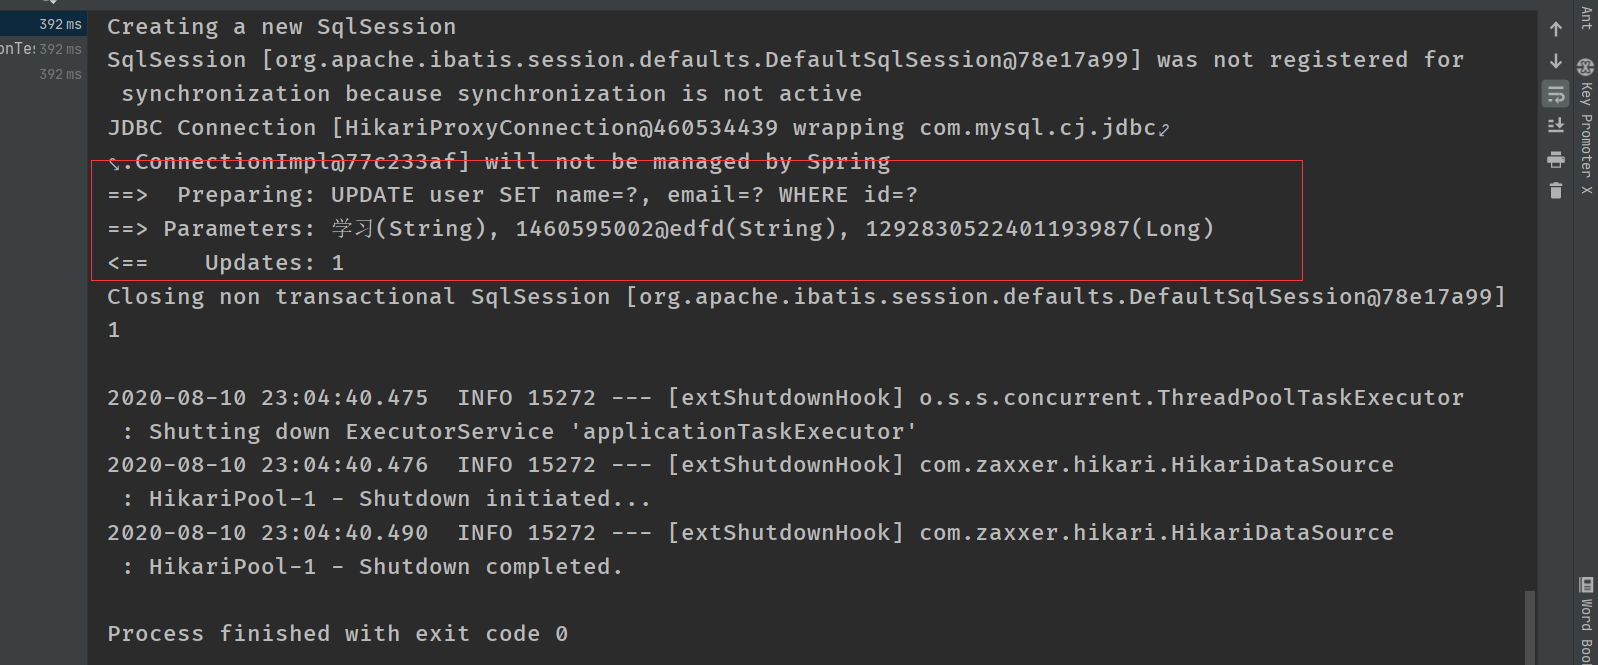 392 ms
onTe: 392 ms
392 ms
Creating a new SqlSession
SqlSession [org.apache.ibatis.session.defaults.DefaultSqlSession@78e17a99] was not registered for
synchronization because synchronization is not active
JDBC Connection [HikariProxyConnection@460534439 wrapping com.mysql.cj.jdbc
.ConnectionImpl@77c233af] will not be managed by Spring
==>  Preparing: UPDATE user SET name=?, email=? WHERE id=?
==> Parameters: 学习(String), 1460595002@edfd(String), 1292830522401193987(Long)
<==    Updates: 1
Closing non transactional SqlSession [org.apache.ibatis.session.defaults.DefaultSqlSession@78e17a99]
1
2020-08-10 23:04:40.475  INFO 15272 --- [extShutdownHook] o.s.s.concurrent.ThreadPoolTaskExecutor
: Shutting down ExecutorService 'applicationTaskExecutor'
2020-08-10 23:04:40.476  INFO 15272 --- [extShutdownHook] com.zaxxer.hikari.HikariDataSource
: HikariPool-1 - Shutdown initiated...
2020-08-10 23:04:40.490  INFO 15272 --- [extShutdownHook] com.zaxxer.hikari.HikariDataSource
: HikariPool-1 - Shutdown completed.
Process finished with exit code 0
Ant
Key Promoter X
Word Boo